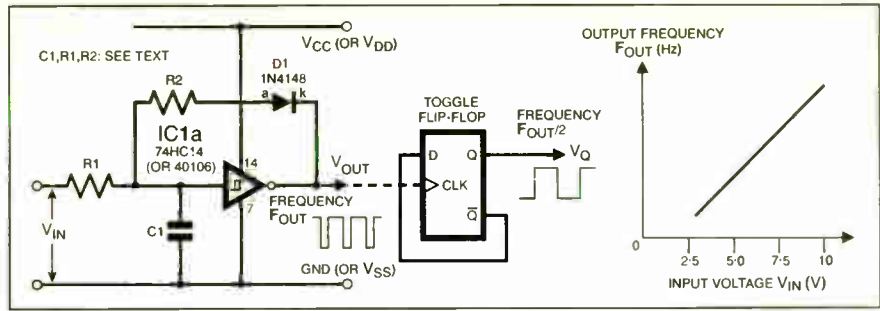 C1,R1,R2: SEE TEXT
VCC (OR VDD)
D1
1N4148
R2
a
k
IC1a
74HC14
(OR 40106)
14
R1
7
VIN
C1
VOUT
FREQUENCY
FOUT
GND (OR VSS)
TOGGLE
FLIP-FLOP
D
Q
CLK
Q̅
FREQUENCY
FOUT/2
VQ
OUTPUT FREQUENCY
FOUT (Hz)
0
2·5
5·0
7·5
10
INPUT VOLTAGE VIN (V)